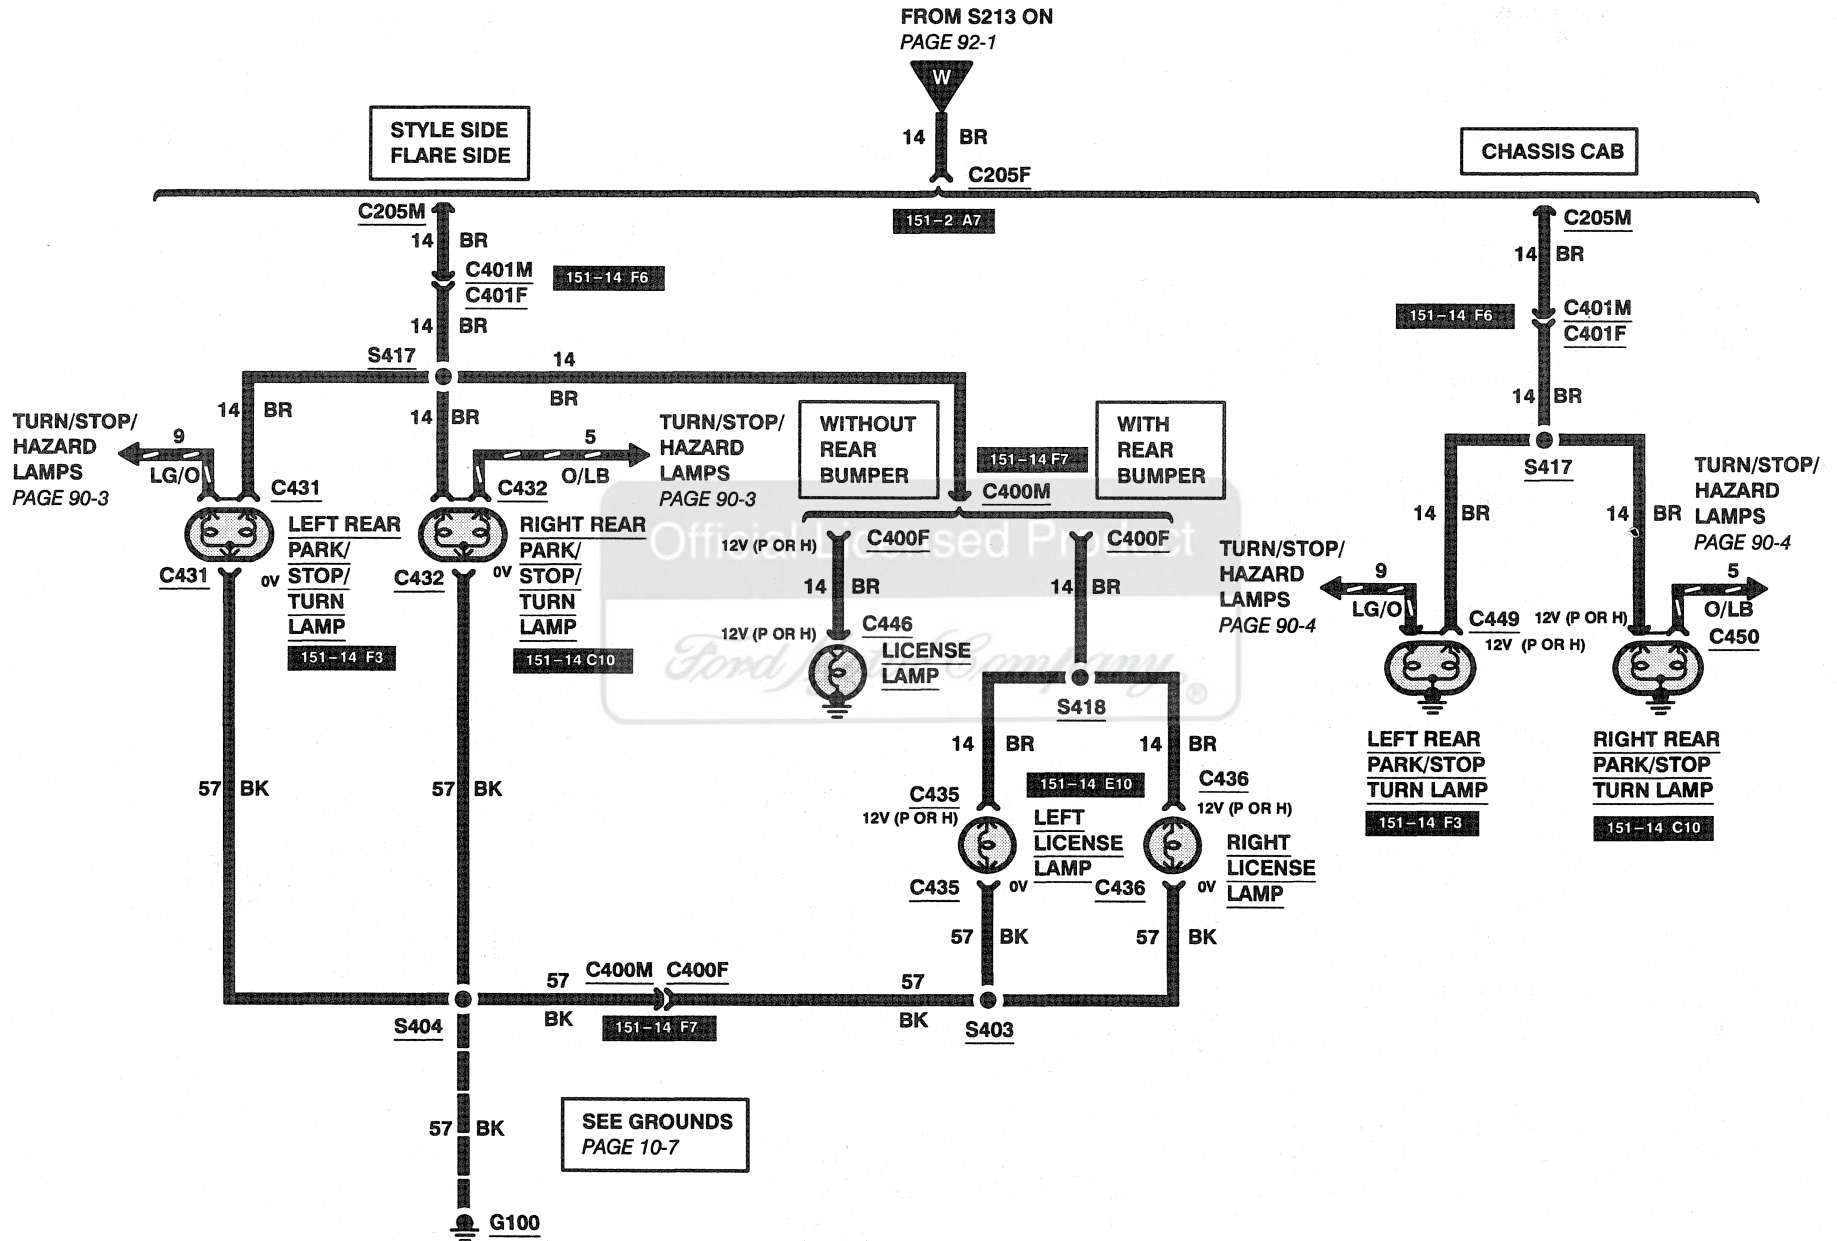 FROM S213 ON
PAGE 92-1
W
14 BR
C205F
151-2 A7
STYLE SIDE
FLARE SIDE
CHASSIS CAB
C205M
14 BR
C401M
C401F
151-14 F6
14 BR
S417
14
BR
14 BR
14 BR
TURN/STOP/
HAZARD
LAMPS
PAGE 90-3
9
LG/O
C431
5
O/LB
C432
TURN/STOP/
HAZARD
LAMPS
PAGE 90-3
LEFT REAR
PARK/
STOP/
TURN
LAMP
151-14 F3
C431
0V
RIGHT REAR
PARK/
STOP/
TURN
LAMP
151-14 C10
C432
0V
WITHOUT
REAR
BUMPER
WITH
REAR
BUMPER
151-14 F7
C400M
Official Licensed Product
Ford Motor Company®
12V (P OR H)
C400F
C400F
14 BR
14 BR
12V (P OR H)
C446
LICENSE
LAMP
S418
14 BR
14 BR
151-14 E10
C435
12V (P OR H)
C436
12V (P OR H)
LEFT
LICENSE
LAMP
RIGHT
LICENSE
LAMP
C435
0V
C436
0V
57 BK
57 BK
57 BK
57 BK
57
BK
C400M C400F
151-14 F7
57
BK
S404
S403
57 BK
SEE GROUNDS
PAGE 10-7
G100
C205M
14 BR
151-14 F6
C401M
C401F
14 BR
S417
14 BR
14 BR
TURN/STOP/
HAZARD
LAMPS
PAGE 90-4
9
LG/O
C449
12V (P OR H)
12V (P OR H)
TURN/STOP/
HAZARD
LAMPS
PAGE 90-4
5
O/LB
C450
LEFT REAR
PARK/STOP
TURN LAMP
151-14 F3
RIGHT REAR
PARK/STOP
TURN LAMP
151-14 C10